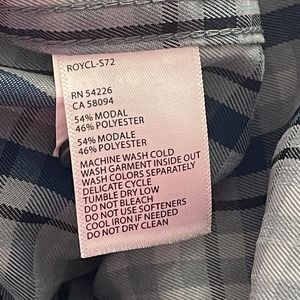 ROYCL-S72
RN 54226
CA 58094
54% MODAL
46% POLYESTER
54% MODALE
46% POLYESTER
MACHINE WASH COLD
WASH GARMENT INSIDE OUT
WASH COLORS SEPARATELY
DELICATE CYCLE
TUMBLE DRY LOW
DO NOT BLEACH
DO NOT USE SOFTENERS
COOL IRON IF NEEDED
DO NOT DRY CLEAN